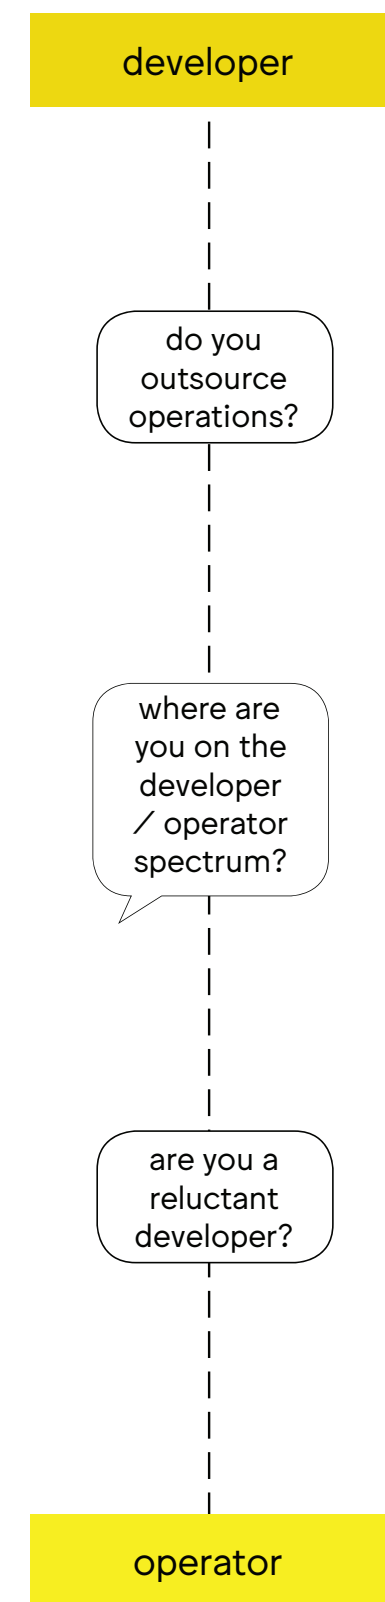 developer
do you
outsource
operations?
where are
you on the
developer
/ operator
spectrum?
are you a
reluctant
developer?
operator